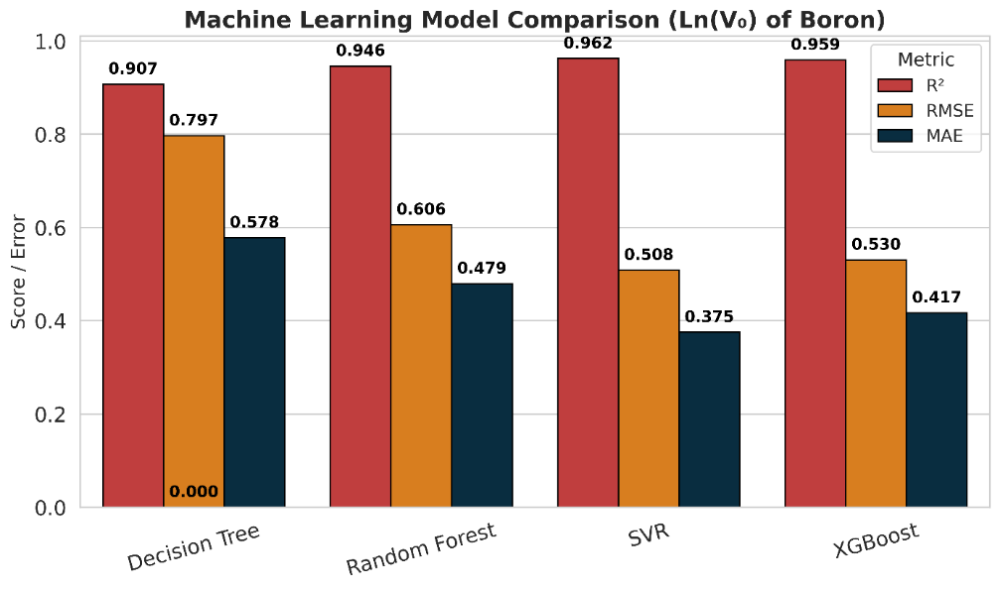 Machine Learning Model Comparison (Ln(V₀) of Boron)
Score / Error
1.0
0.8
0.6
0.4
0.2
0.0
0.907
0.797
0.578
0.000
0.946
0.606
0.479
0.962
0.508
0.375
0.959
0.530
0.417
Metric
R²
RMSE
MAE
Decision Tree
Random Forest
SVR
XGBoost